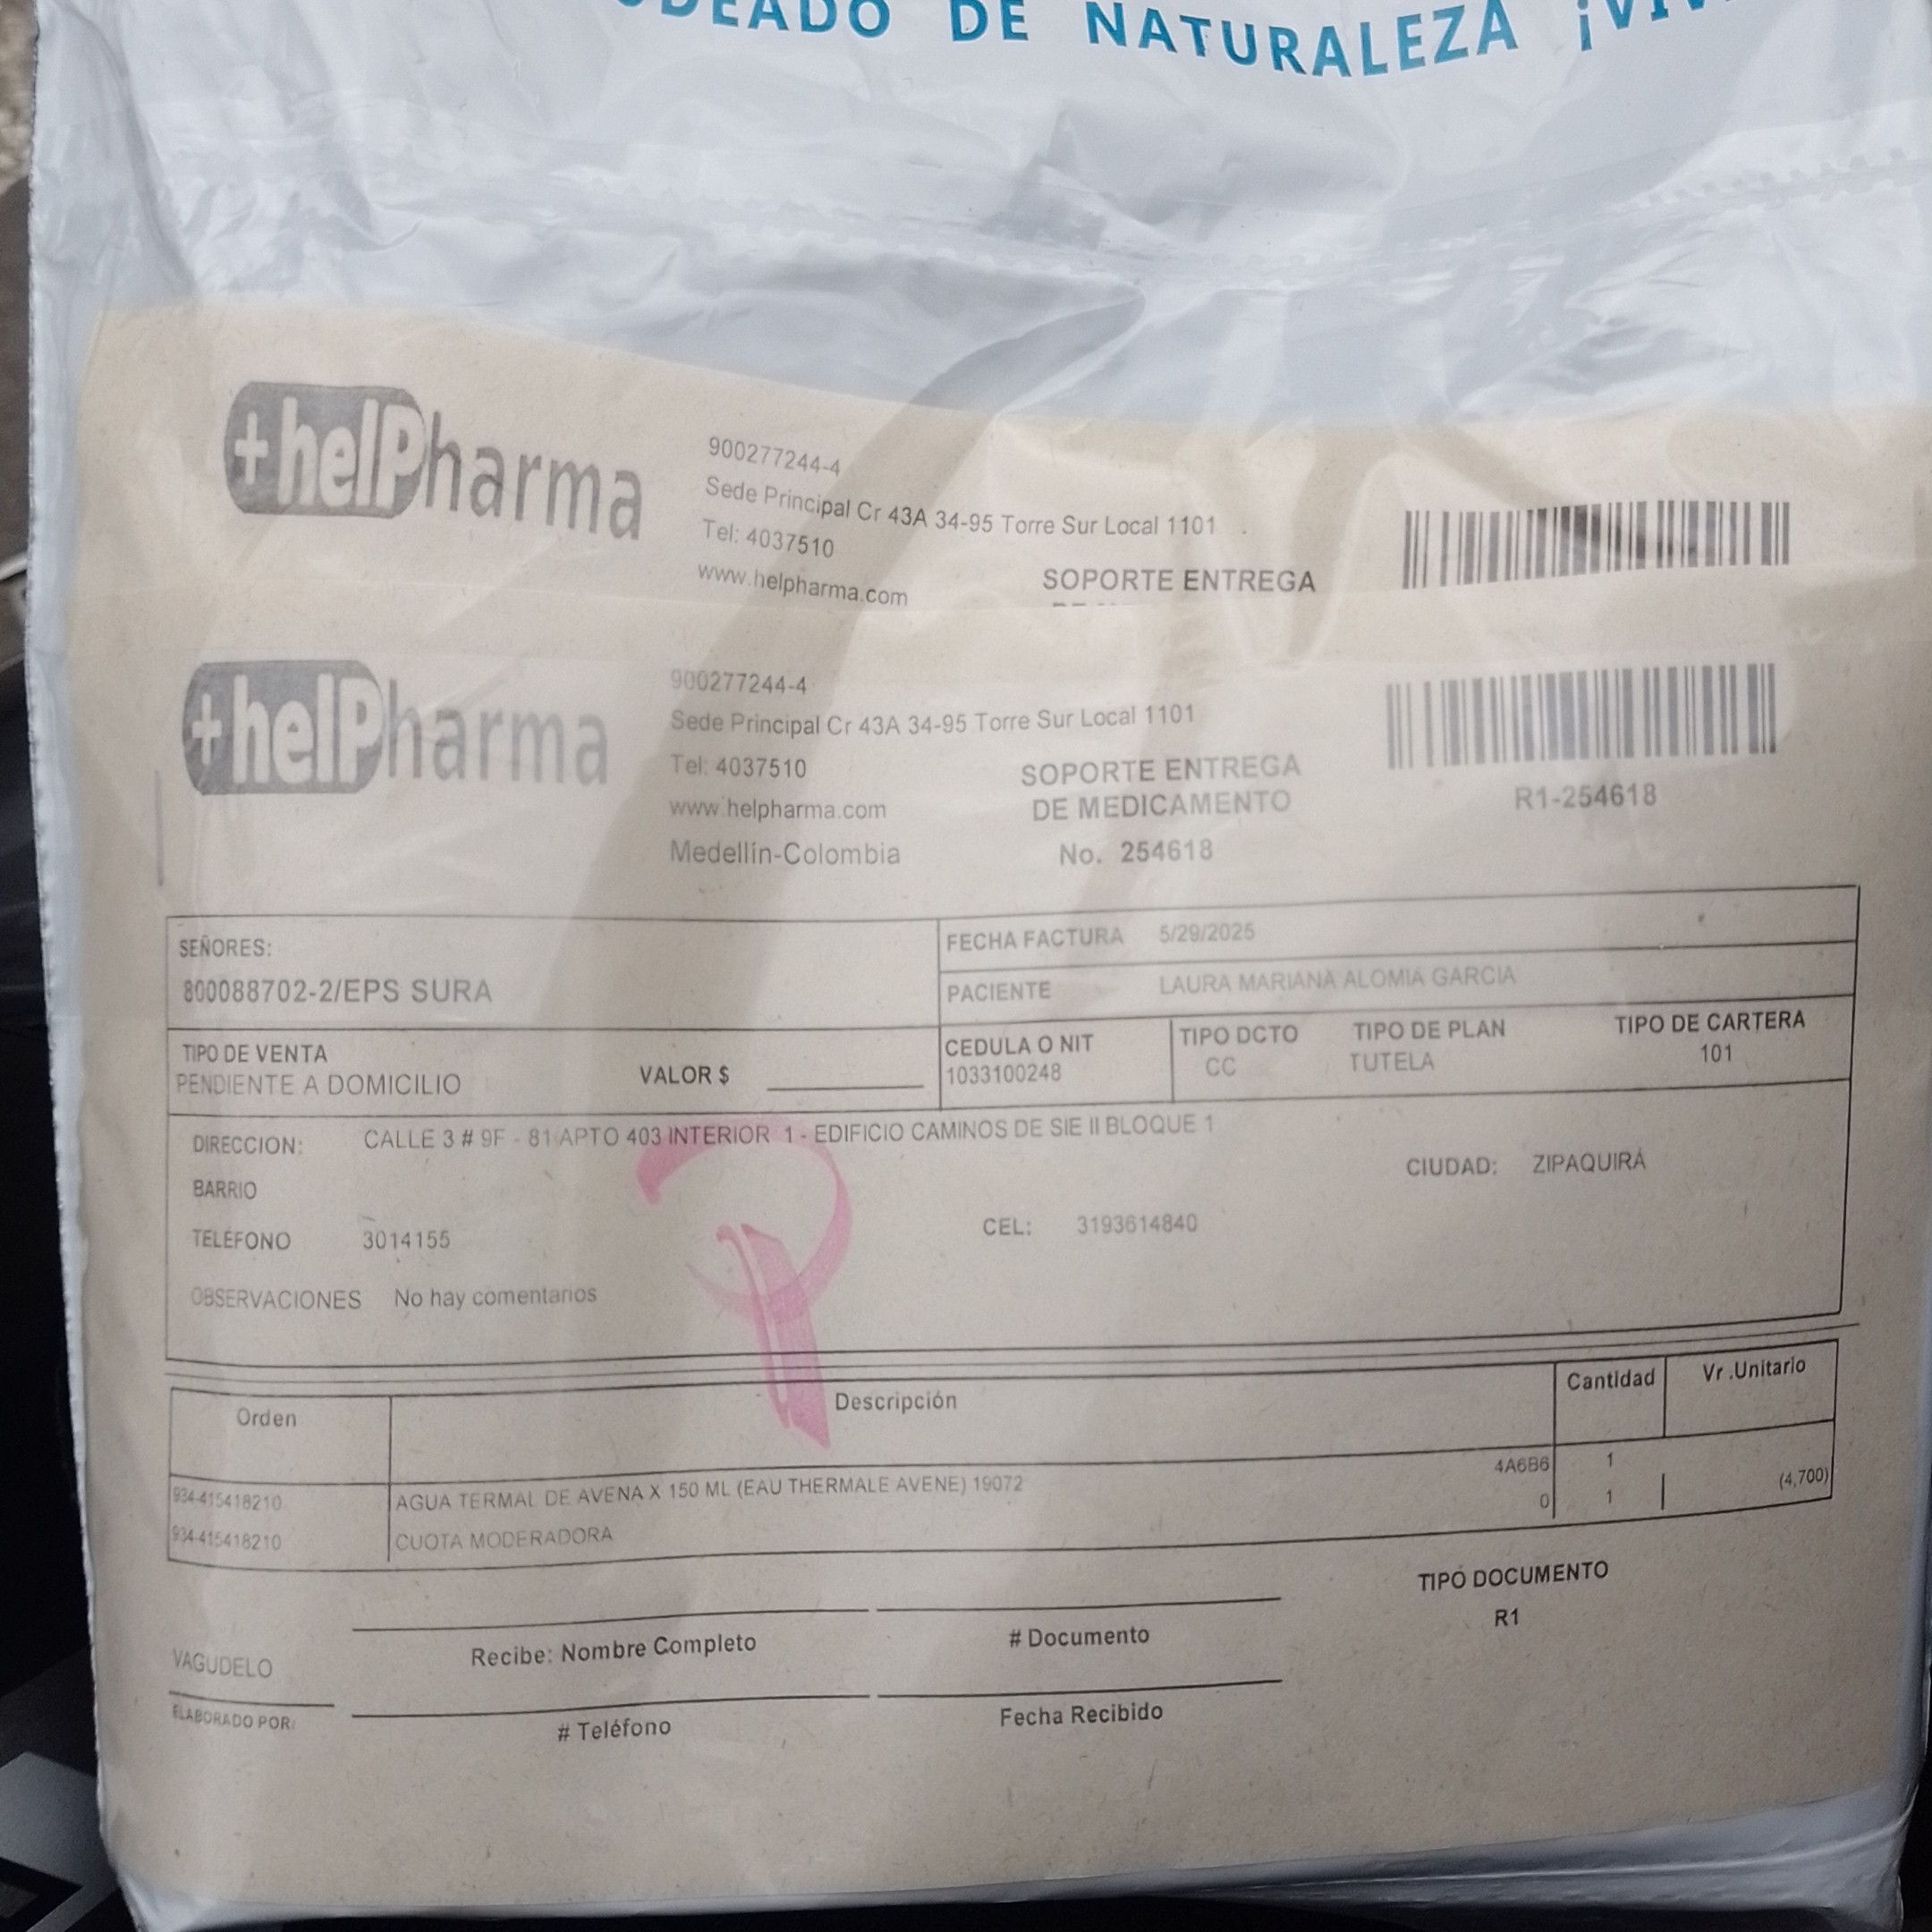 DE NATURALEZA
+helPharma
900277244-4
Sede Principal Cr 43A 34-95 Torre Sur Local 1101
Tel: 4037510
www.helpharma.com
SOPORTE ENTREGA
+helPharma
900277244-4
Sede Principal Cr 43A 34-95 Torre Sur Local 1101
Tel: 4037510
www.helpharma.com
Medellín-Colombia
SOPORTE ENTREGA
DE MEDICAMENTO
No. 254618
R1-254618
SEÑORES:
800088702-2/EPS SURA
FECHA FACTURA 5/29/2025
PACIENTE LAURA MARIANA ALOMIA GARCIA
TIPO DE VENTA
PENDIENTE A DOMICILIO
VALOR $
CEDULA O NIT
1033100248
TIPO DCTO
CC
TIPO DE PLAN
TUTELA
TIPO DE CARTERA
101
DIRECCION: CALLE 3 # 9F - 81 APTO 403 INTERIOR 1 - EDIFICIO CAMINOS DE SIE II BLOQUE 1
BARRIO
CIUDAD: ZIPAQUIRÁ
TELÉFONO 3014155
CEL: 3193614840
OBSERVACIONES No hay comentarios
Orden Descripción Cantidad Vr .Unitario
934-415418210 AGUA TERMAL DE AVENA X 150 ML (EAU THERMALE AVENE) 19072 4A6B6 1
934-415418210 CUOTA MODERADORA 0 1 (4,700)
TIPO DOCUMENTO
R1
Recibe: Nombre Completo
# Documento
VAGUDELO
ELABORADO POR:
# Teléfono
Fecha Recibido